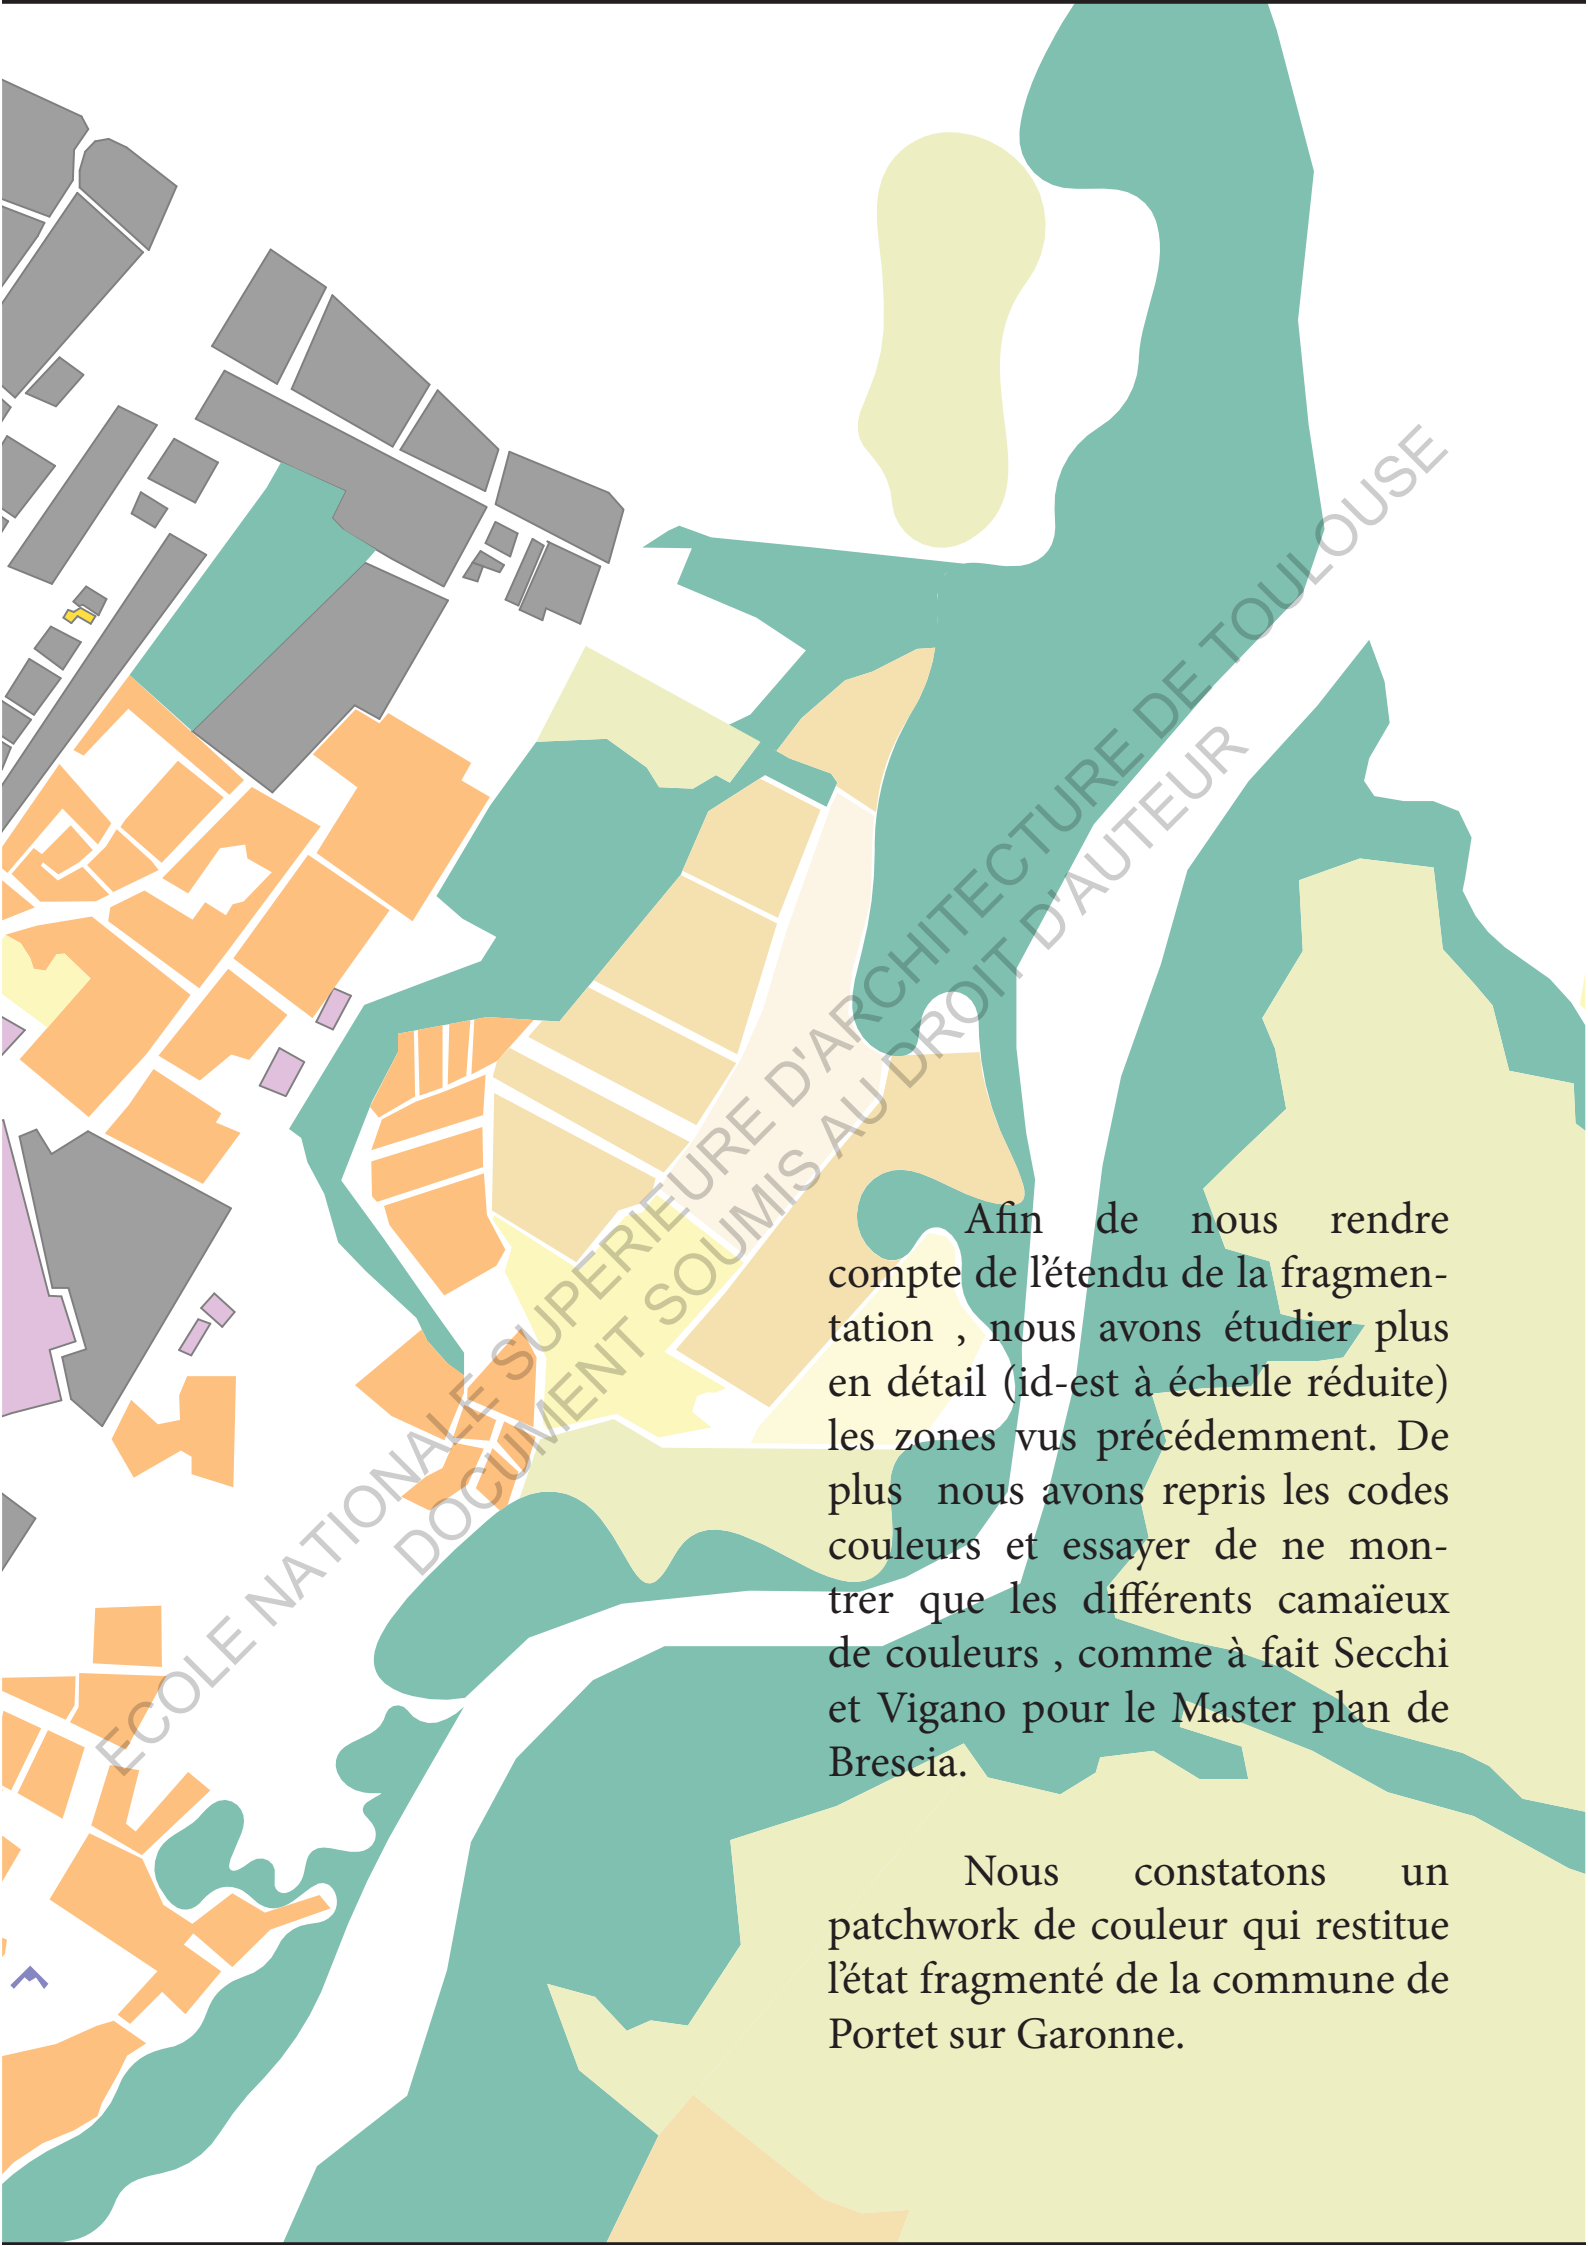 ECOLE NATIONALE SUPERIEURE D'ARCHITECTURE DE TOULOUSE
DOCUMENT SOUMIS AU DROIT D'AUTEUR
Afin de nous rendre
compte de l’étendu de la fragmen-
tation , nous avons étudier plus
en détail (id-est à échelle réduite)
les zones vus précédemment. De
plus nous avons repris les codes
couleurs et essayer de ne mon-
trer que les différents camaïeux
de couleurs , comme à fait Secchi
et Vigano pour le Master plan de
Brescia.
Nous constatons un
patchwork de couleur qui restitue
l’état fragmenté de la commune de
Portet sur Garonne.